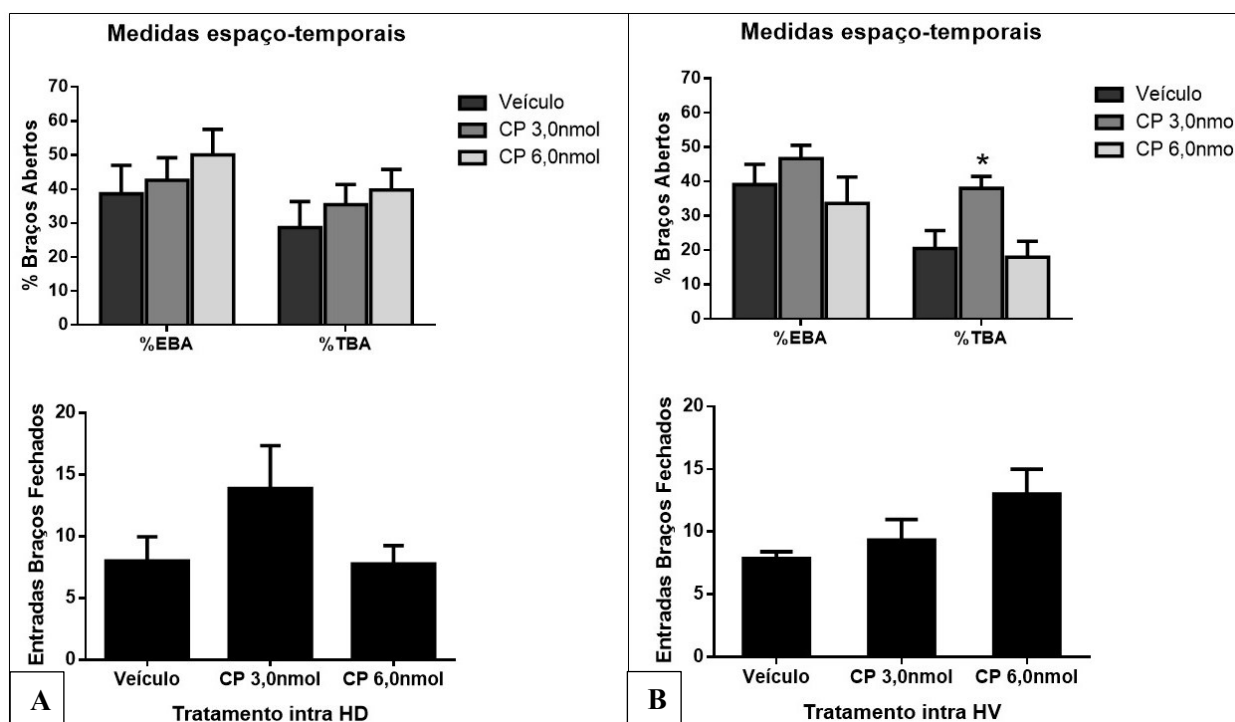 Medidas espaço-temporais
% Braços Abertos
70
60
50
40
30
20
10
0
%EBA %TBA
Veículo
CP 3,0nmol
CP 6,0nmol
Entradas Braços Fechados
20
15
10
5
0
Veículo CP 3,0nmol CP 6,0nmol
Tratamento intra HD
A
Medidas espaço-temporais
% Braços Abertos
70
60
50
40
30
20
10
0
*
%EBA %TBA
Veículo
CP 3,0nmo
CP 6,0nmo
Entradas Braços Fechados
20
15
10
5
0
Veículo CP 3,0nmol CP 6,0nmol
Tratamento intra HV
B